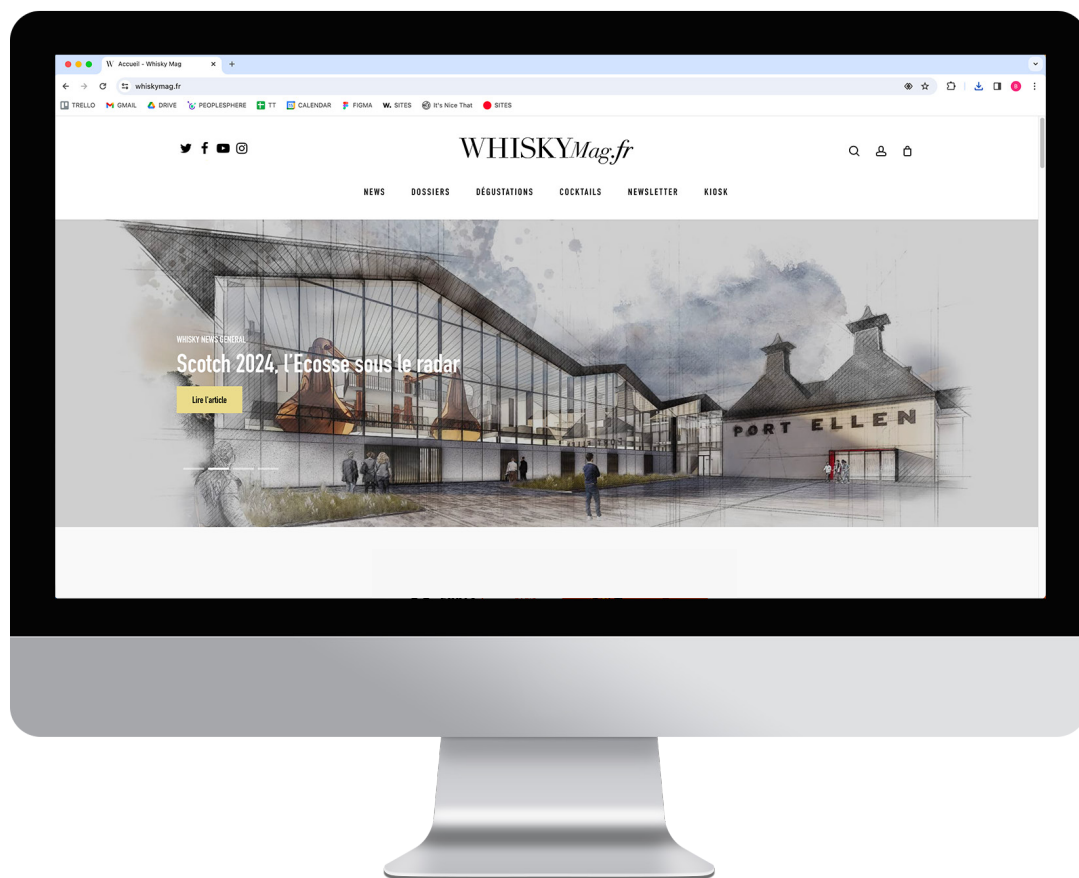 W Accueil - Whisky Mag
whiskymag.fr
TRELLO GMAIL DRIVE PEOPLESPHERE TT CALENDAR FIGMA W. SITES It's Nice That SITES
WHISKYMag.fr
NEWS DOSSIERS DÉGUSTATIONS COCKTAILS NEWSLETTER KIOSK
WHISKY NEWS GENERAL
Scotch 2024, l'Ecosse sous le radar
Lire l'article
PORT ELLEN